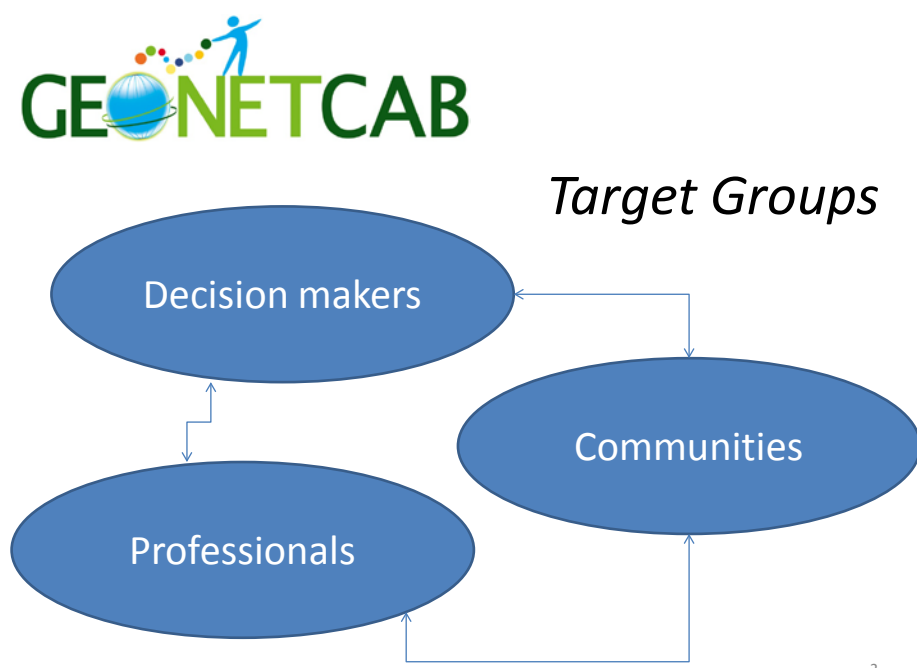 GEONETCAB
Target Groups
Decision makers
Communities
Professionals